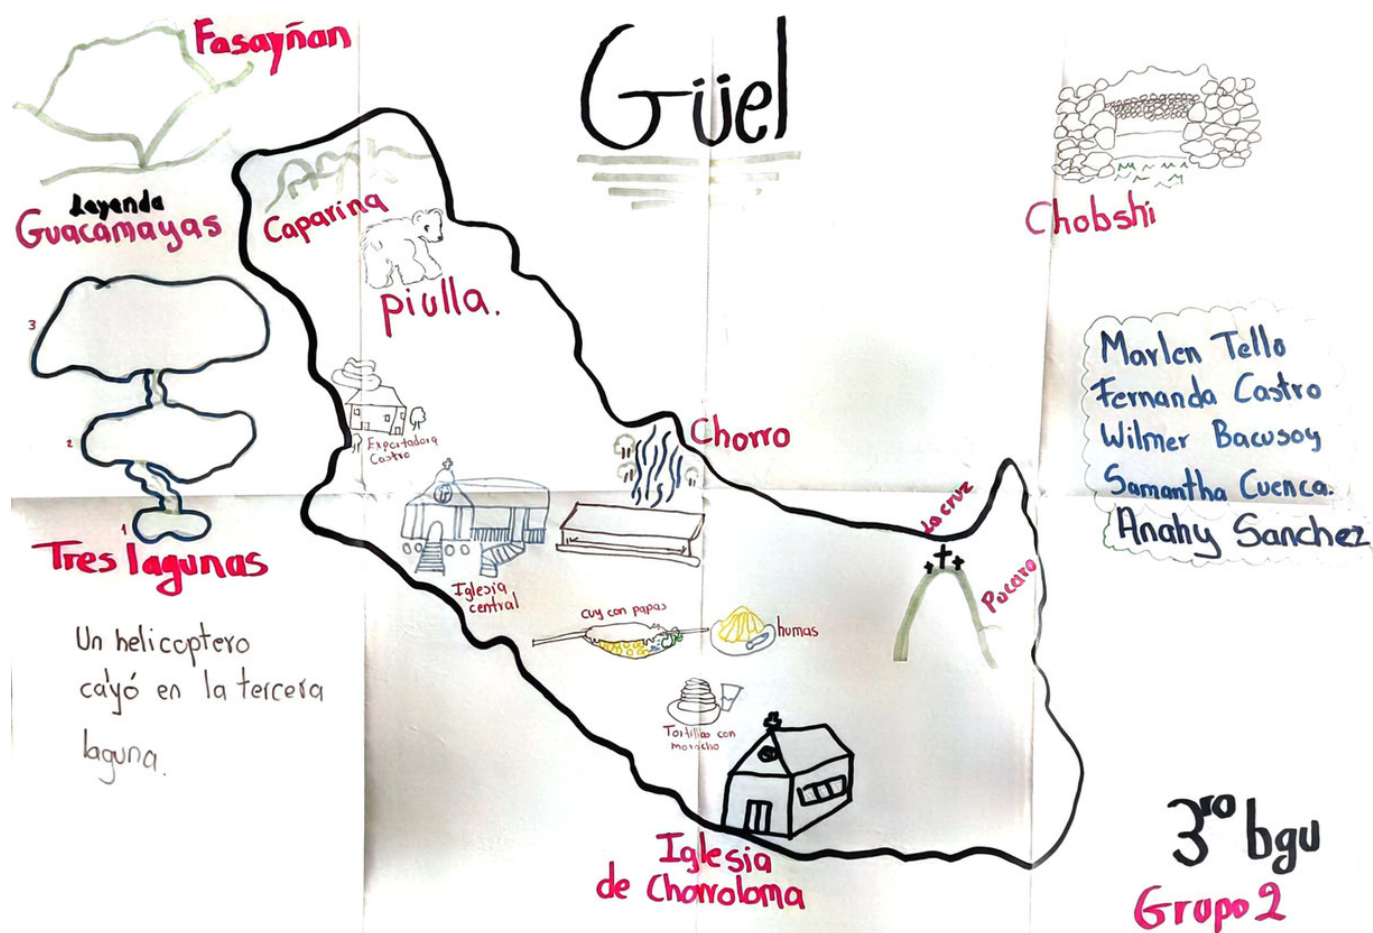 Güel
Fasayñan
Leyenda
Guacamayas
Caparina
piulla.
Chobshi
3
2
1
Tres lagunas
Un helicoptero
cayó en la tercera
laguna.
Exportadora
Castro
Chorro
Iglesia
central
cuy con papas
humas
Tortillas con
morocho
La cruz
Pucara
Iglesia
de Chorroloma
Marlen Tello
Fernanda Castro
Wilmer Bacusoy
Samantha Cuenca.
Anahy Sanchez
3ro bgu
Grupo 2